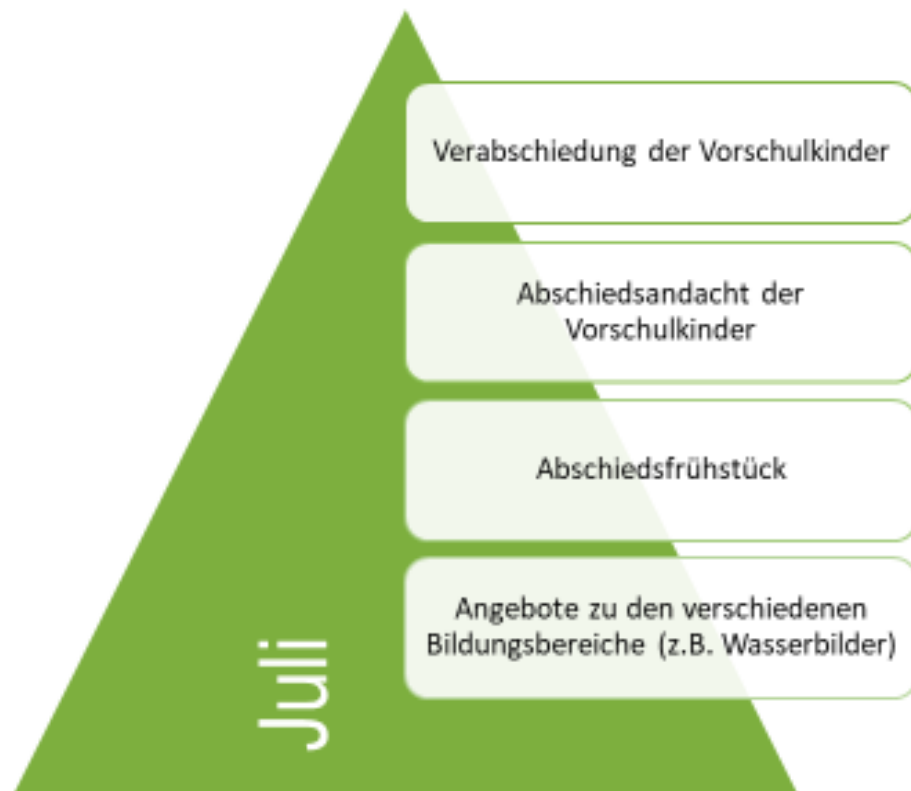 Verabschiedung der Vorschulkinder
Abschiedsandacht der
Vorschulkinder
Abschiedsfrühstück
Angebote zu den verschiedenen
Bildungsbereiche (z.B. Wasserbilder)
Juli